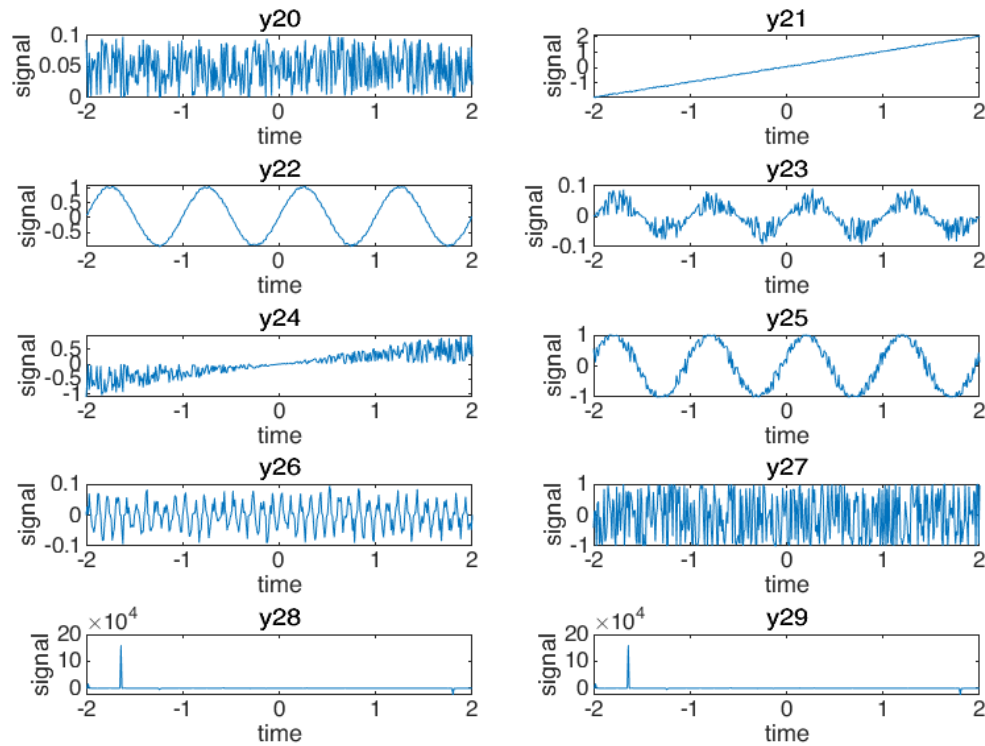 y20
signal
0.1
0.05
0
-2 -1 0 1 2
time
y21
signal
2
1
0
-1
-2 -1 0 1 2
time
y22
signal
1
0.5
0
-0.5
-2 -1 0 1 2
time
y23
signal
0.1
0
-0.1
-2 -1 0 1 2
time
y24
signal
0.5
0
-0.5
-1
-2 -1 0 1 2
time
y25
signal
1
0
-1
-2 -1 0 1 2
time
y26
signal
0.1
0
-0.1
-2 -1 0 1 2
time
y27
signal
1
0
-1
-2 -1 0 1 2
time
×10⁴
y28
signal
20
10
0
-2 -1 0 1 2
time
×10⁴
y29
signal
20
10
0
-2 -1 0 1 2
time